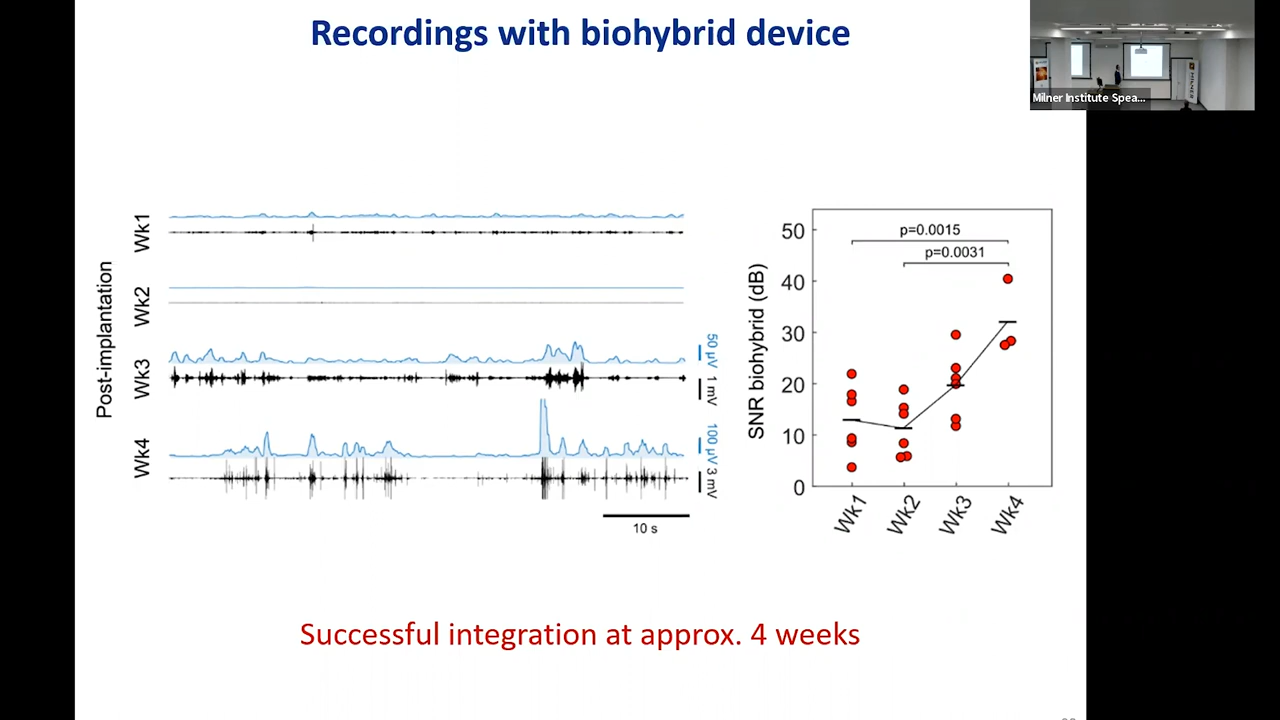 Recordings with biohybrid device
Milner Institute Spea...
Post-implantation
Wk1
Wk2
Wk3
Wk4
50 µV
1 mV
100 µV
3 mV
10 s
SNR biohybrid (dB)
50
40
30
20
10
0
p=0.0015
p=0.0031
Wk1
Wk2
Wk3
Wk4
Successful integration at approx. 4 weeks